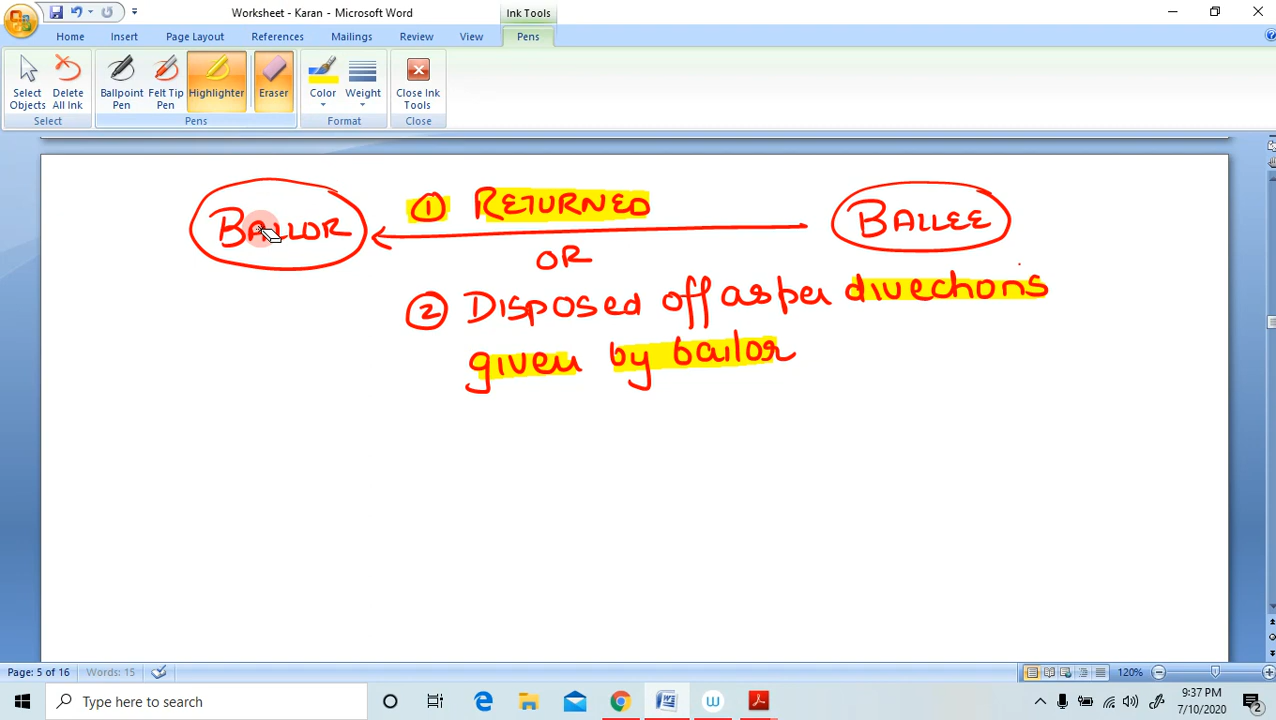 Worksheet - Karan - Microsoft Word
Ink Tools
Home Insert Page Layout References Mailings Review View Pens
Select Objects
Delete All Ink
Ballpoint Pen
Felt Tip Pen
Highlighter
Eraser
Color
Weight
Close Ink Tools
Select Pens Format Close
BAILOR
① RETURNED
BAILEE
OR
② Disposed off as per directions
given by bailor
Page: 5 of 16 Words: 15 120%
Type here to search
9:37 PM
7/10/2020
2